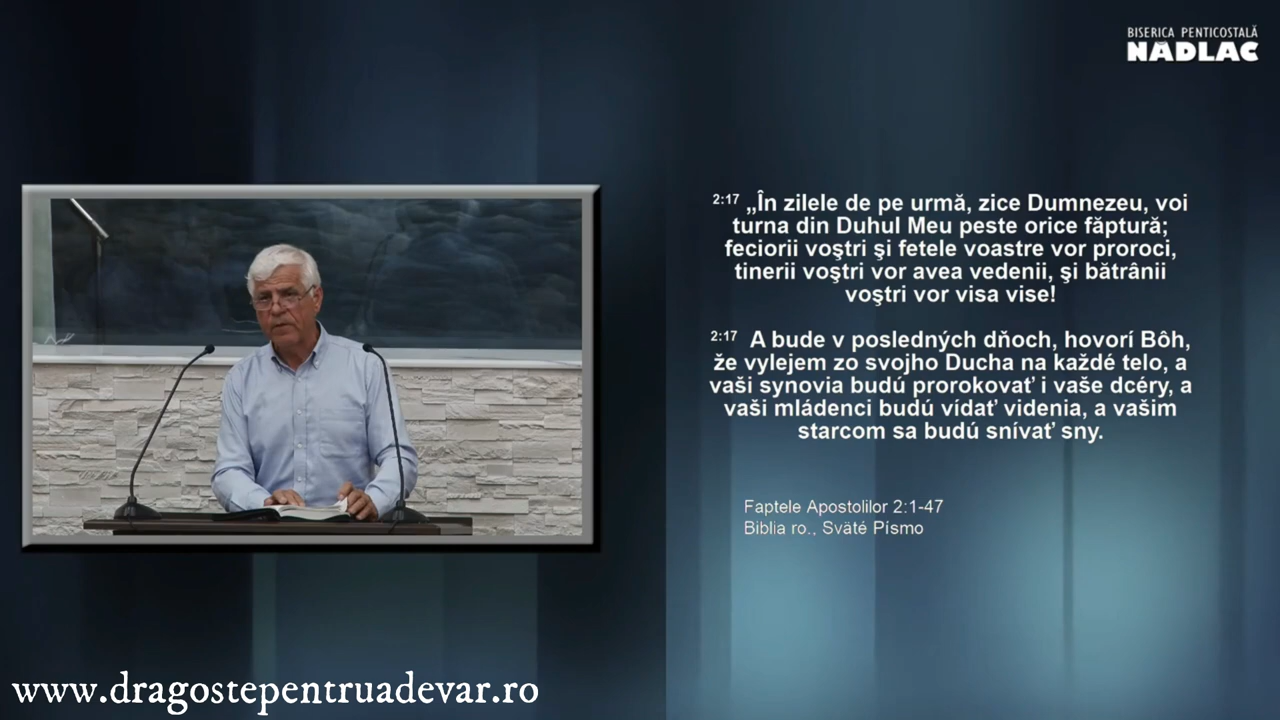 BISERICA PENTICOSTALĂ
NĂDLAC
2:17 „În zilele de pe urmă, zice Dumnezeu, voi
turna din Duhul Meu peste orice făptură;
feciorii voştri şi fetele voastre vor proroci,
tinerii voştri vor avea vedenii, şi bătrânii
voştri vor visa vise!
2:17 A bude v posledných dňoch, hovorí Bôh,
že vylejem zo svojho Ducha na každé telo, a
vaši synovia budú prorokovať i vaše dcéry, a
vaši mládenci budú vídať videnia, a vašim
starcom sa budú snívať sny.
Faptele Apostolilor 2:1-47
Biblia ro., Sväté Písmo
www.dragostepentruadevar.ro